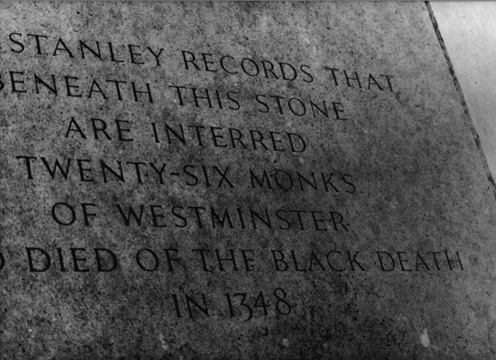 STANLEY RECORDS THAT
BENEATH THIS STONE
ARE INTERRED
TWENTY-SIX MONKS
OF WESTMINSTER
O DIED OF THE BLACK DEATH
IN 1348